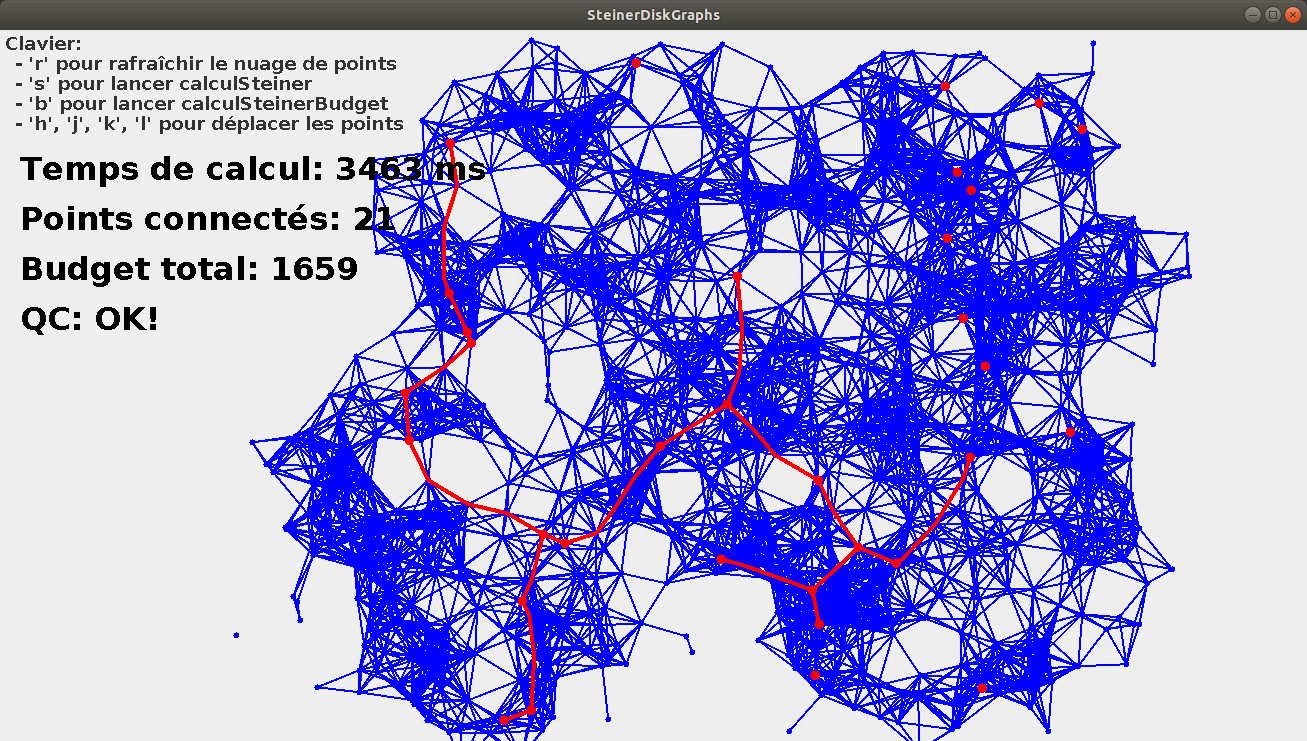 SteinerDiskGraphs
Clavier:
- 'r' pour rafraîchir le nuage de points
- 's' pour lancer calculSteiner
- 'b' pour lancer calculSteinerBudget
- 'h', 'j', 'k', 'l' pour déplacer les points
Temps de calcul: 3463 ms
Points connectés: 21
Budget total: 1659
QC: OK!